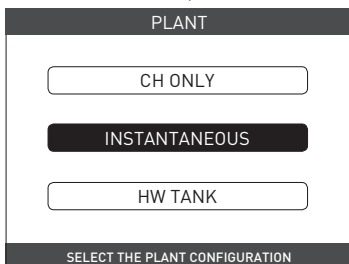 PLANT
CH ONLY
INSTANTANEOUS
HW TANK
SELECT THE PLANT CONFIGURATION